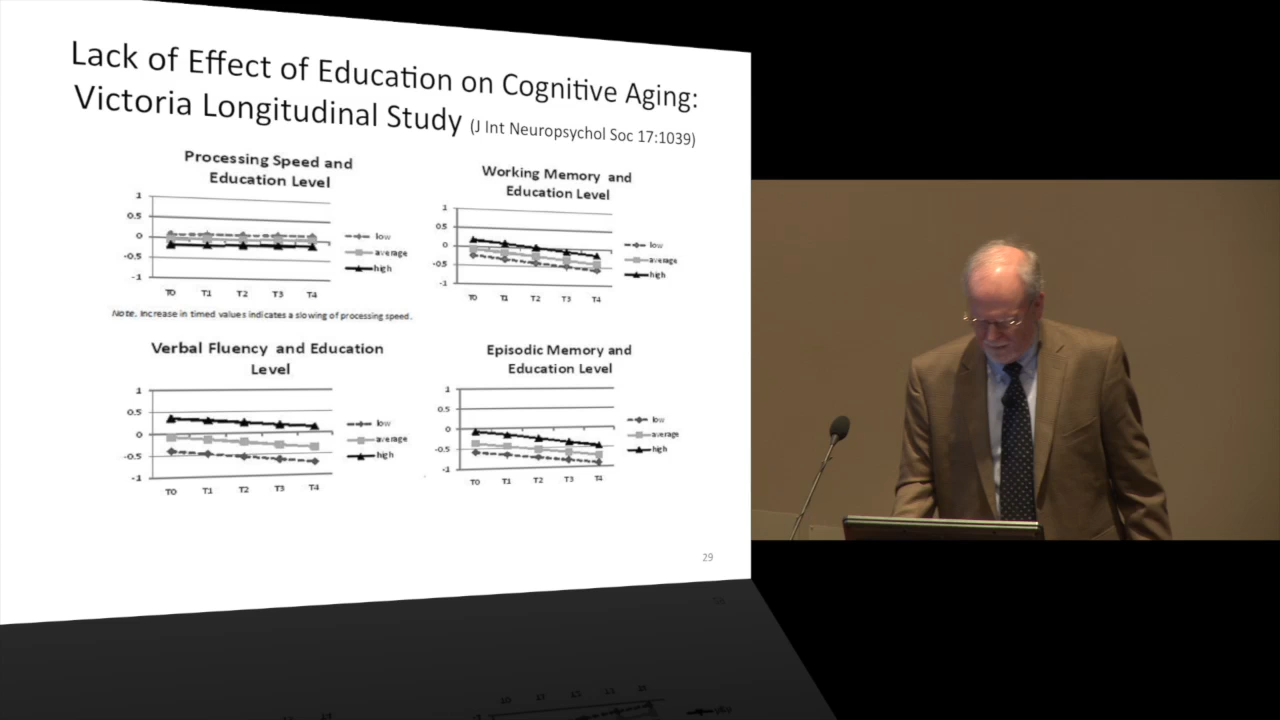 Lack of Effect of Education on Cognitive Aging:
Victoria Longitudinal Study (J Int Neuropsychol Soc 17:1039)
Processing Speed and
Education Level
1
0.5
0
-0.5
-1
T0 T1 T2 T3 T4
low
average
high
Note. Increase in timed values indicates a slowing of processing speed.
Working Memory and
Education Level
1
0.5
0
-0.5
-1
T0 T1 T2 T3 T4
low
average
high
Verbal Fluency and Education
Level
1
0.5
0
-0.5
-1
T0 T1 T2 T3 T4
low
average
high
Episodic Memory and
Education Level
1
0.5
0
-0.5
-1
T0 T1 T2 T3 T4
low
average
high
29